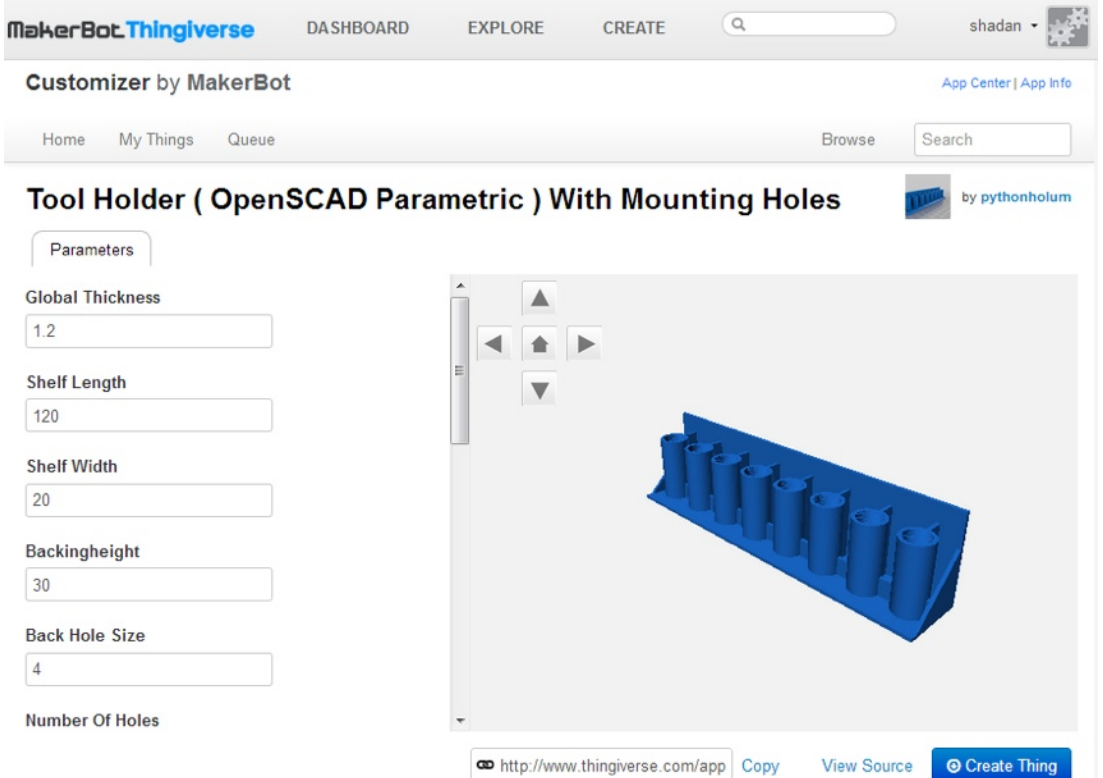 MakerBot Thingiverse DASHBOARD EXPLORE CREATE shadan
Customizer by MakerBot App Center | App Info
Home My Things Queue Browse Search
Tool Holder ( OpenSCAD Parametric ) With Mounting Holes by pythonholum
Parameters
Global Thickness
1.2
Shelf Length
120
Shelf Width
20
Backingheight
30
Back Hole Size
4
Number Of Holes
http://www.thingiverse.com/app Copy View Source Create Thing